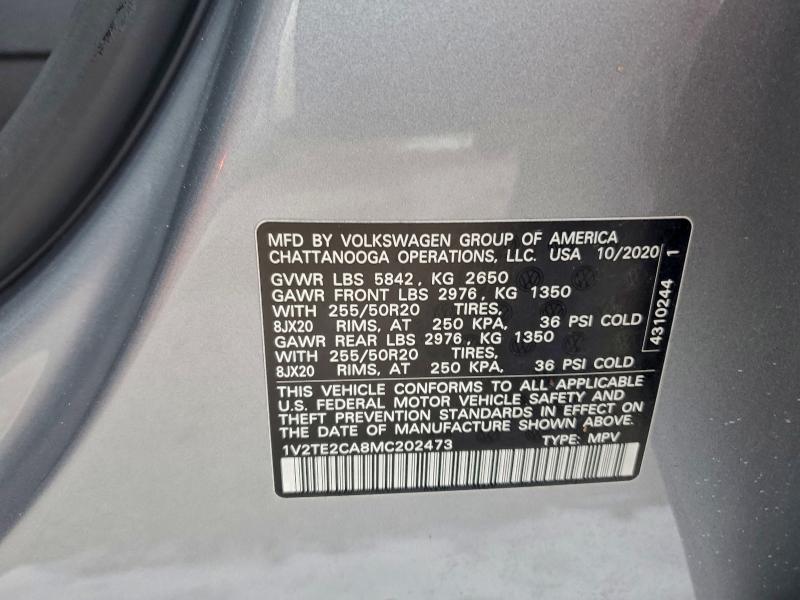 MFD BY VOLKSWAGEN GROUP OF AMERICA
CHATTANOOGA OPERATIONS, LLC. USA 10/2020
GVWR LBS 5842, KG 2650
GAWR FRONT LBS 2976, KG 1350
WITH 255/50R20 TIRES,
8JX20 RIMS, AT 250 KPA, 36 PSI COLD
GAWR REAR LBS 2976, KG 1350
WITH 255/50R20 TIRES,
8JX20 RIMS, AT 250 KPA, 36 PSI COLD
THIS VEHICLE CONFORMS TO ALL APPLICABLE
U.S. FEDERAL MOTOR VEHICLE SAFETY AND
THEFT PREVENTION STANDARDS IN EFFECT ON
THE DATE OF MANUFACTURE SHOWN ABOVE.
1V2TE2CA8MC202473 TYPE: MPV
4310244 1